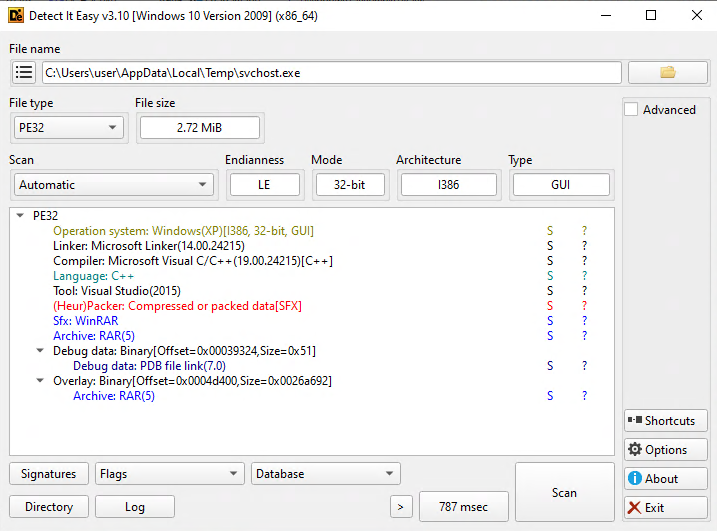 Detect It Easy v3.10 [Windows 10 Version 2009] (x86_64)
File name
C:\Users\user\AppData\Local\Temp\svchost.exe
File type
File size
Advanced
PE32
2.72 MiB
Scan
Endianness
Mode
Architecture
Type
Automatic
LE
32-bit
I386
GUI
PE32
Operation system: Windows(XP)[I386, 32-bit, GUI] S ?
Linker: Microsoft Linker(14.00.24215) S ?
Compiler: Microsoft Visual C/C++(19.00.24215)[C++] S ?
Language: C++ S ?
Tool: Visual Studio(2015) S ?
(Heur)Packer: Compressed or packed data[SFX] S ?
Sfx: WinRAR S ?
Archive: RAR(5) S ?
Debug data: Binary[Offset=0x00039324,Size=0x51]
Debug data: PDB file link(7.0) S ?
Overlay: Binary[Offset=0x0004d400,Size=0x0026a692]
Archive: RAR(5) S ?
Shortcuts
Options
About
Exit
Signatures
Flags
Database
Scan
Directory
Log
>
787 msec